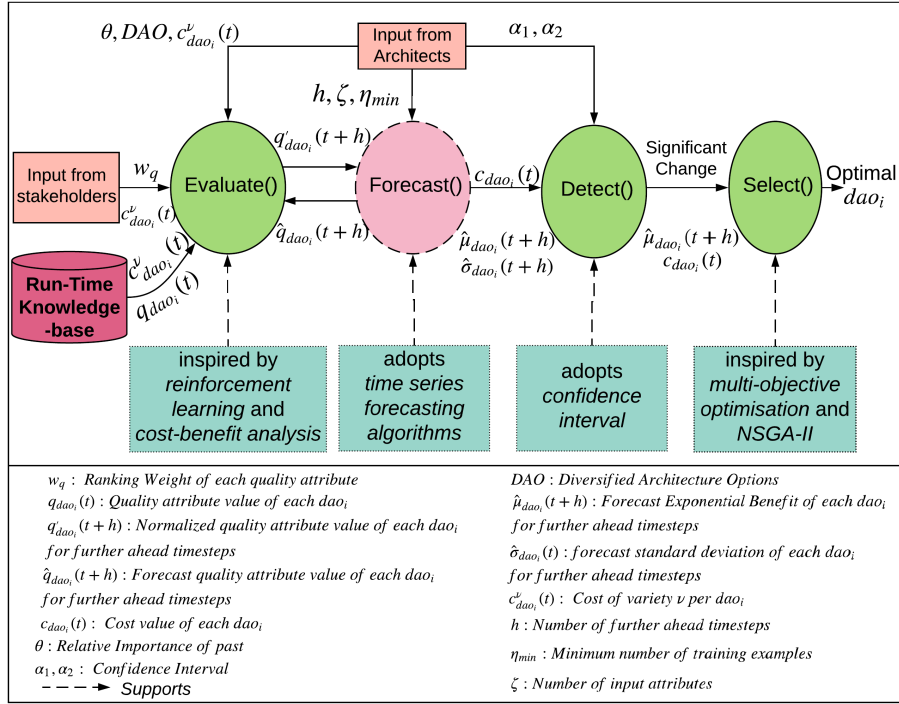 θ, DAO, c^ν_{dao_i}(t)
Input from
Architects
α_1, α_2
h, ζ, η_{min}
Input from
stakeholders
w_q
c^ν_{dao_i}(t)
Evaluate()
q′_{dao_i}(t + h)
q̂_{dao_i}(t + h)
Forecast()
c_{dao_i}(t)
μ̂_{dao_i}(t + h)
σ̂_{dao_i}(t + h)
Detect()
Significant
Change
μ̂_{dao_i}(t + h)
c_{dao_i}(t)
Select()
Optimal
dao_i
Run-Time
Knowledge
-base
c^ν_{dao_i}(t)
q_{dao_i}(t)
inspired by
reinforcement
learning and
cost-benefit analysis
adopts
time series
forecasting
algorithms
adopts
confidence
interval
inspired by
multi-objective
optimisation and
NSGA-II
w_q : Ranking Weight of each quality attribute
q_{dao_i}(t) : Quality attribute value of each dao_i
q′_{dao_i}(t + h) : Normalized quality attribute value of each dao_i
for further ahead timesteps
q̂_{dao_i}(t + h) : Forecast quality attribute value of each dao_i
for further ahead timesteps
c_{dao_i}(t) : Cost value of each dao_i
θ : Relative Importance of past
α_1, α_2 : Confidence Interval
Supports
DAO : Diversified Architecture Options
μ̂_{dao_i}(t + h) : Forecast Exponential Benefit of each dao_i
for further ahead timesteps
σ̂_{dao_i}(t) : forecast standard deviation of each dao_i
for further ahead timesteps
c^ν_{dao_i}(t) : Cost of variety ν per dao_i
h : Number of further ahead timesteps
η_{min} : Minimum number of training examples
ζ : Number of input attributes